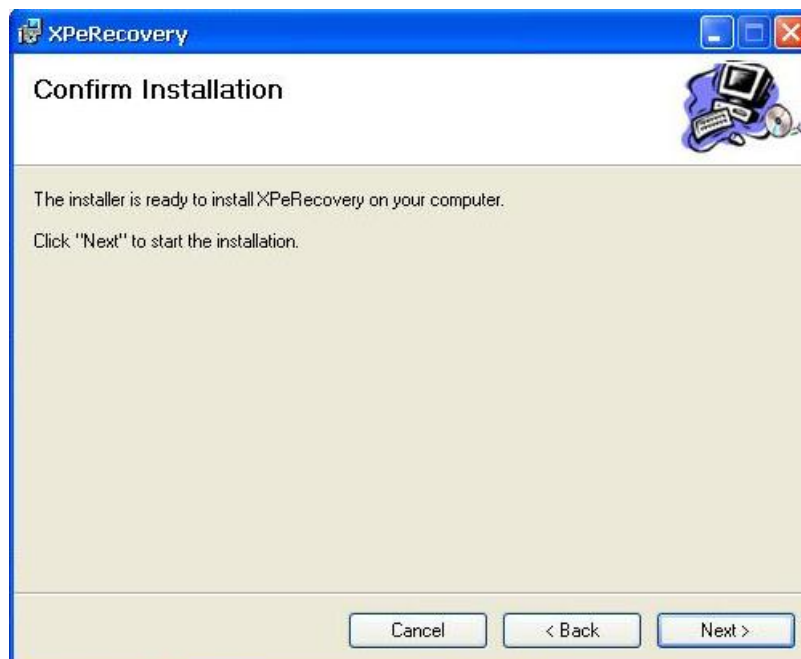 XPeRecovery
Confirm Installation
The installer is ready to install XPeRecovery on your computer.
Click "Next" to start the installation.
Cancel
< Back
Next >